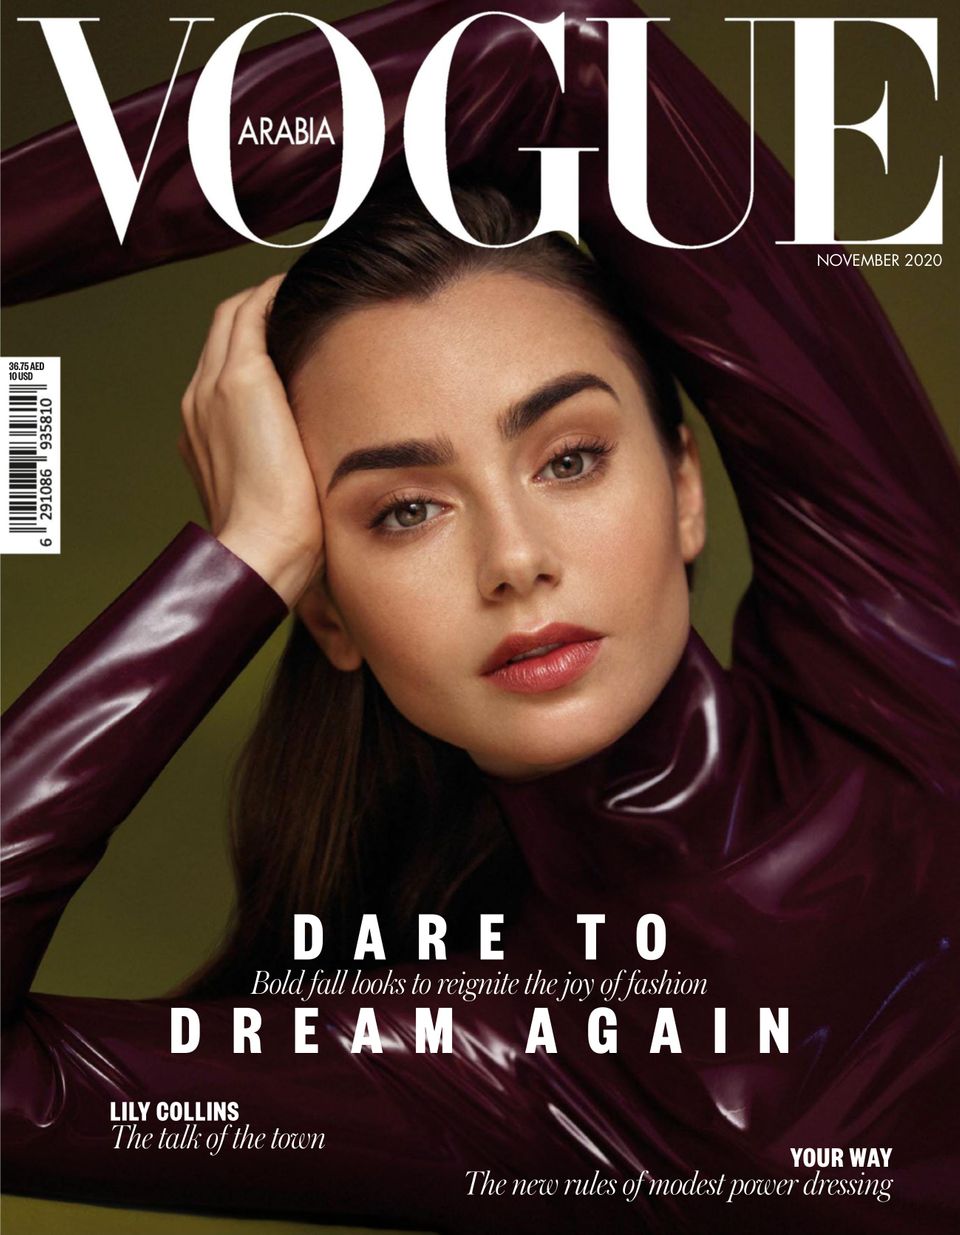 VOGUE
ARABIA
NOVEMBER 2020
36.75 AED
10 USD
6 291086 935810
DARE TO
Bold fall looks to reignite the joy of fashion
DREAM AGAIN
LILY COLLINS
The talk of the town
YOUR WAY
The new rules of modest power dressing